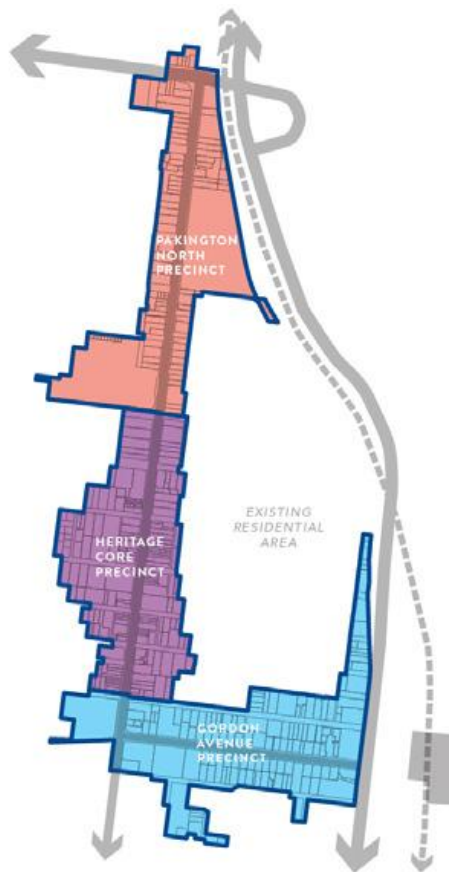 PAKINGTON
NORTH
PRECINCT
EXISTING
RESIDENTIAL
AREA
HERITAGE
CORE
PRECINCT
GORDON
AVENUE
PRECINCT